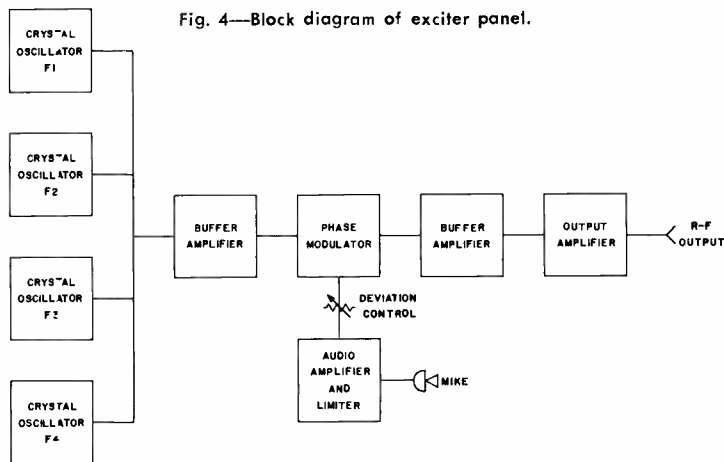 Fig. 4—Block diagram of exciter panel.
CRYSTAL
OSCILLATOR
F1
CRYSTAL
OSCILLATOR
F2
CRYSTAL
OSCILLATOR
F3
CRYSTAL
OSCILLATOR
F4
BUFFER
AMPLIFIER
PHASE
MODULATOR
BUFFER
AMPLIFIER
OUTPUT
AMPLIFIER
R-F
OUTPUT
DEVIATION
CONTROL
AUDIO
AMPLIFIER
AND
LIMITER
MIKE